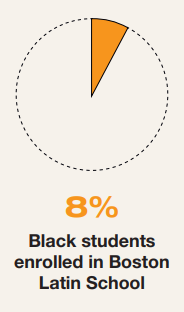 8%
Black students
enrolled in Boston
Latin School